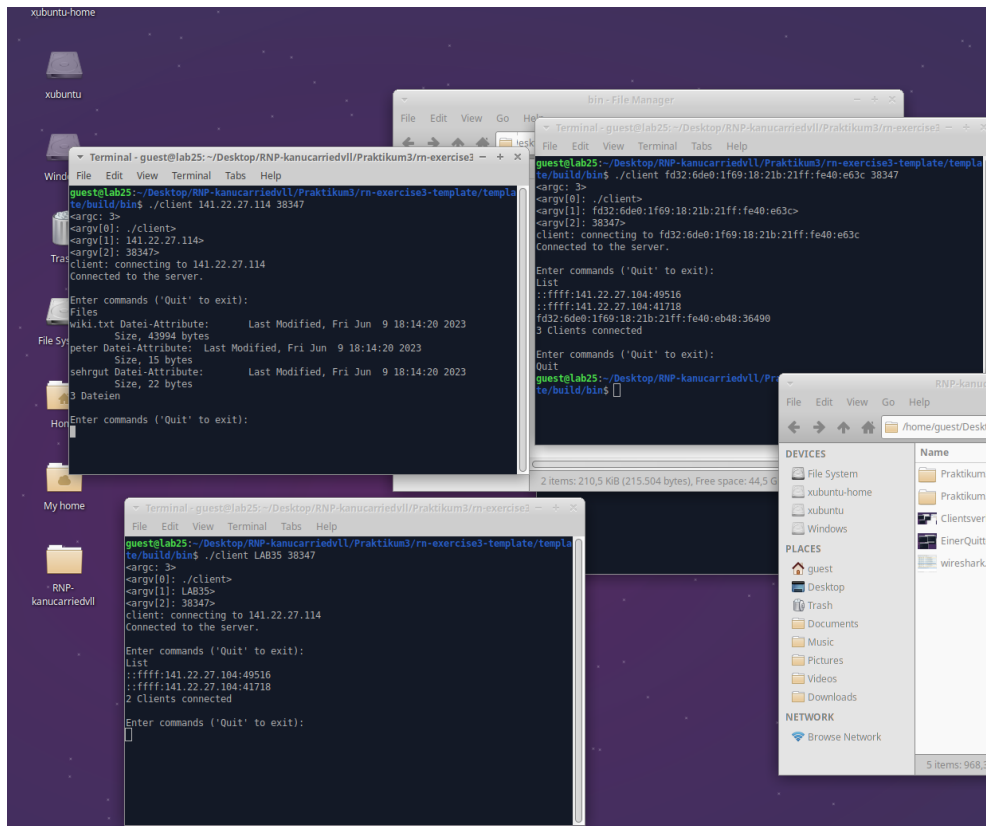 xubuntu-home
xubuntu
File Sys
My home
RNP-
kanucarriedvll
bin - File Manager
File Edit View Go
Terminal - guest@lab25: ~/Desktop/RNP-kanucarriedvll/Praktikum3/rn-exercise3
File Edit View Terminal Tabs Help
guest@lab25:~/Desktop/RNP-kanucarriedvll/Praktikum3/rn-exercise3-template/templa
te/build/bin$ ./client 141.22.27.114 38347
<argc: 3>
<argv[0]: ./client>
<argv[1]: 141.22.27.114>
<argv[2]: 38347>
client: connecting to 141.22.27.114
Connected to the server.
Enter commands ('Quit' to exit):
Files
wiki.txt Datei-Attribute: Last Modified, Fri Jun 9 18:14:20 2023
Size, 43994 bytes
peter Datei-Attribute: Last Modified, Fri Jun 9 18:14:20 2023
Size, 15 bytes
sehrgut Datei-Attribute: Last Modified, Fri Jun 9 18:14:20 2023
Size, 22 bytes
3 Dateien
Enter commands ('Quit' to exit):
Terminal - guest@lab25: ~/Desktop/RNP-kanucarriedvll/Praktikum3/rn-exercise3
File Edit View Terminal Tabs Help
guest@lab25:~/Desktop/RNP-kanucarriedvll/Praktikum3/rn-exercise3-template/templa
te/build/bin$ ./client fd32:6de0:1f69:18:21b:21ff:fe40:e63c 38347
<argc: 3>
<argv[0]: ./client>
<argv[1]: fd32:6de0:1f69:18:21b:21ff:fe40:e63c>
<argv[2]: 38347>
client: connecting to fd32:6de0:1f69:18:21b:21ff:fe40:e63c
Connected to the server.
Enter commands ('Quit' to exit):
List
::ffff:141.22.27.104:49516
::ffff:141.22.27.104:41718
fd32:6de0:1f69:18:21b:21ff:fe40:eb48:36490
3 Clients connected
Enter commands ('Quit' to exit):
Quit
guest@lab25:~/Desktop/RNP-kanucarriedvll/Pra
te/build/bin$
2 items: 210,5 KiB (215.504 bytes), Free space: 44,5 G
Terminal - guest@lab25: ~/Desktop/RNP-kanucarriedvll/Praktikum3/rn-exercise3
File Edit View Terminal Tabs Help
guest@lab25:~/Desktop/RNP-kanucarriedvll/Praktikum3/rn-exercise3-template/templa
te/build/bin$ ./client LAB35 38347
<argc: 3>
<argv[0]: ./client>
<argv[1]: LAB35>
<argv[2]: 38347>
client: connecting to 141.22.27.114
Connected to the server.
Enter commands ('Quit' to exit):
List
::ffff:141.22.27.104:49516
::ffff:141.22.27.104:41718
2 Clients connected
Enter commands ('Quit' to exit):
RNP-kanuc
File Edit View Go Help
/home/guest/Deskt
DEVICES
File System
xubuntu-home
xubuntu
Windows
PLACES
guest
Desktop
Trash
Documents
Music
Pictures
Videos
Downloads
NETWORK
Browse Network
Name
Praktikum
Praktikum
Clientsver
EinerQuitt
wireshark.
5 items: 968,3